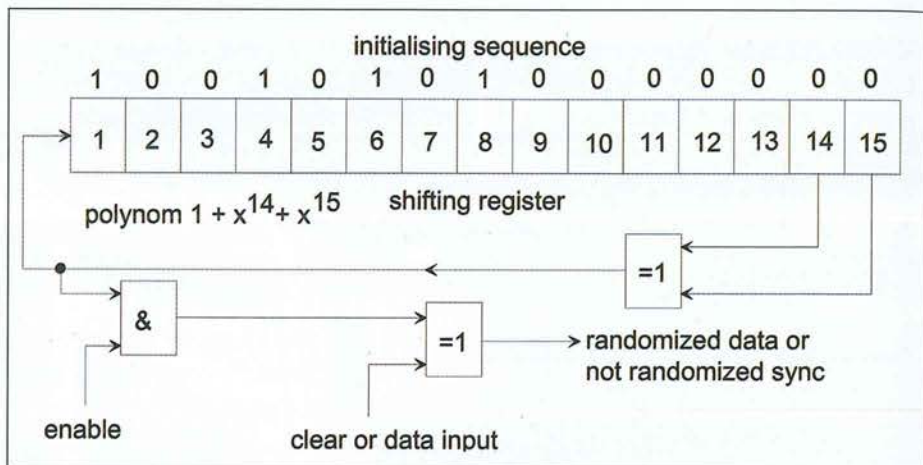 initialising sequence
1 0 0 1 0 1 0 1 0 0 0 0 0 0 0
1 2 3 4 5 6 7 8 9 10 11 12 13 14 15
polynom 1 + x^14 + x^15
shifting register
=1
&
=1
randomized data or
not randomized sync
enable
clear or data input